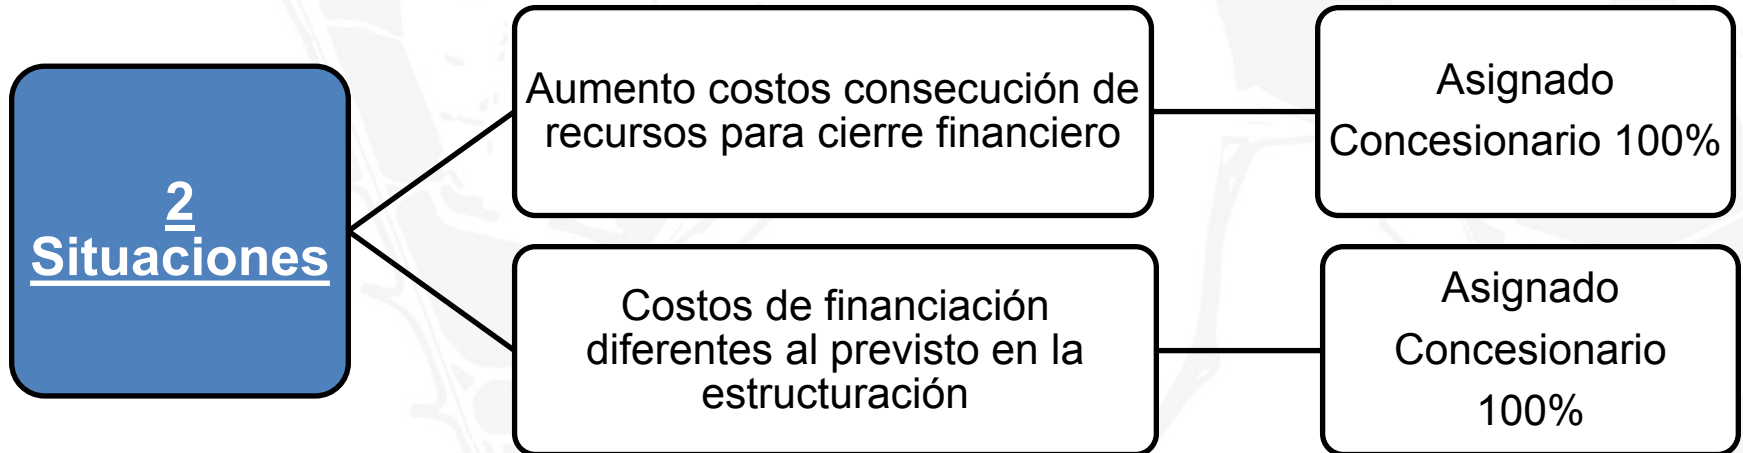 2
Situaciones
Aumento costos consecución de
recursos para cierre financiero
Asignado
Concesionario 100%
Costos de financiación
diferentes al previsto en la
estructuración
Asignado
Concesionario
100%